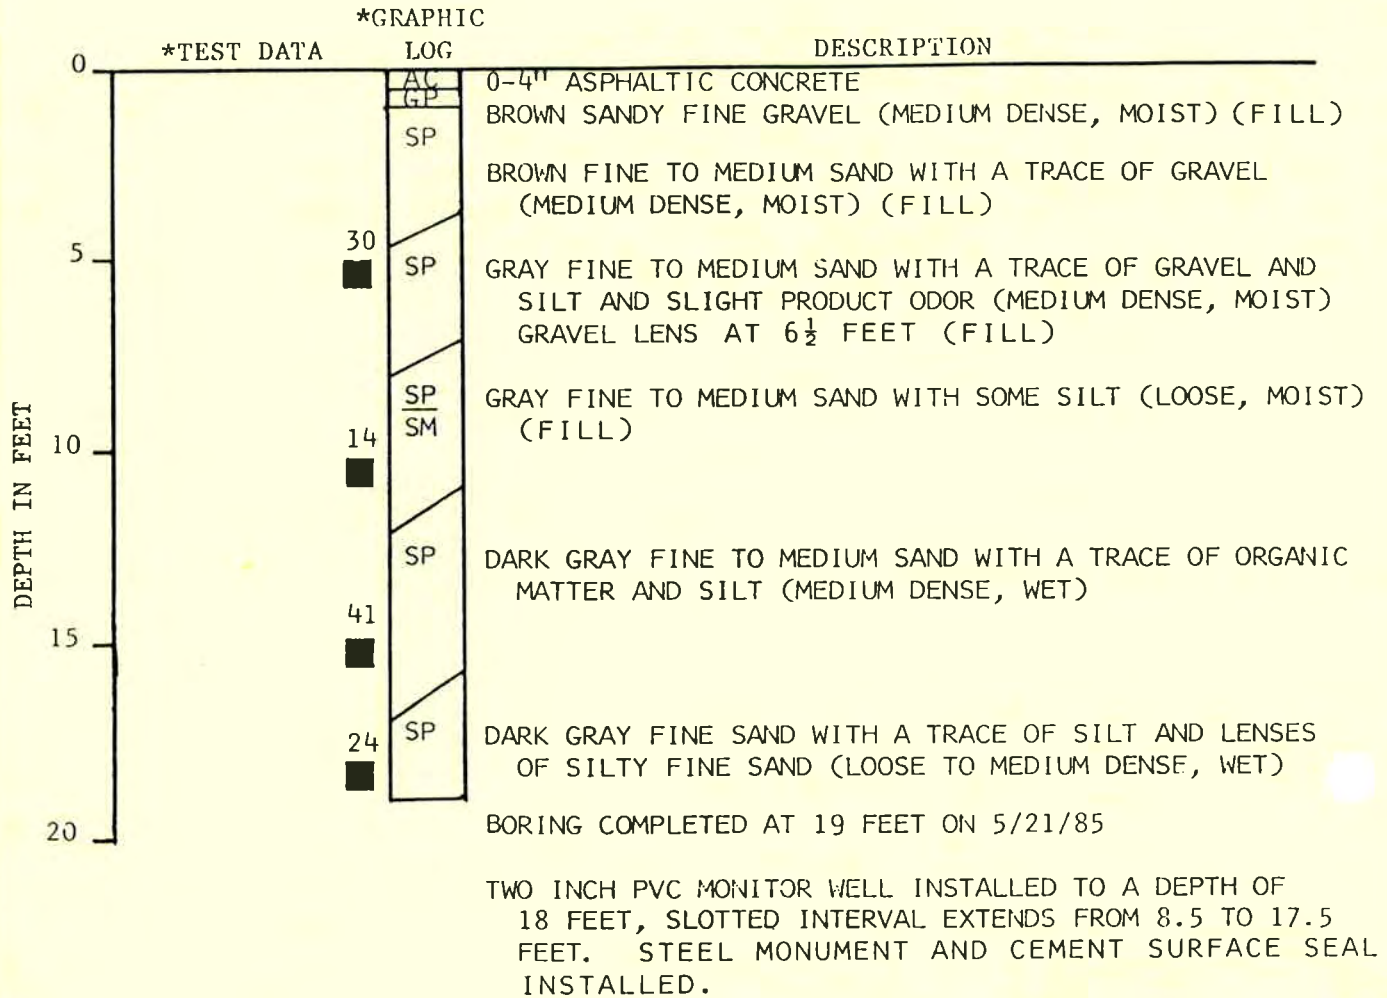 *GRAPHIC
*TEST DATA LOG DESCRIPTION
0
AC 0-4" ASPHALTIC CONCRETE
GP BROWN SANDY FINE GRAVEL (MEDIUM DENSE, MOIST) (FILL)
SP
BROWN FINE TO MEDIUM SAND WITH A TRACE OF GRAVEL
(MEDIUM DENSE, MOIST) (FILL)
30
5 SP GRAY FINE TO MEDIUM SAND WITH A TRACE OF GRAVEL AND
SILT AND SLIGHT PRODUCT ODOR (MEDIUM DENSE, MOIST)
GRAVEL LENS AT 6½ FEET (FILL)
SP GRAY FINE TO MEDIUM SAND WITH SOME SILT (LOOSE, MOIST)
SM (FILL)
14
10
DEPTH IN FEET
SP DARK GRAY FINE TO MEDIUM SAND WITH A TRACE OF ORGANIC
MATTER AND SILT (MEDIUM DENSE, WET)
41
15
24 SP DARK GRAY FINE SAND WITH A TRACE OF SILT AND LENSES
OF SILTY FINE SAND (LOOSE TO MEDIUM DENSE, WET)
20 BORING COMPLETED AT 19 FEET ON 5/21/85
TWO INCH PVC MONITOR WELL INSTALLED TO A DEPTH OF
18 FEET, SLOTTED INTERVAL EXTENDS FROM 8.5 TO 17.5
FEET. STEEL MONUMENT AND CEMENT SURFACE SEAL
INSTALLED.